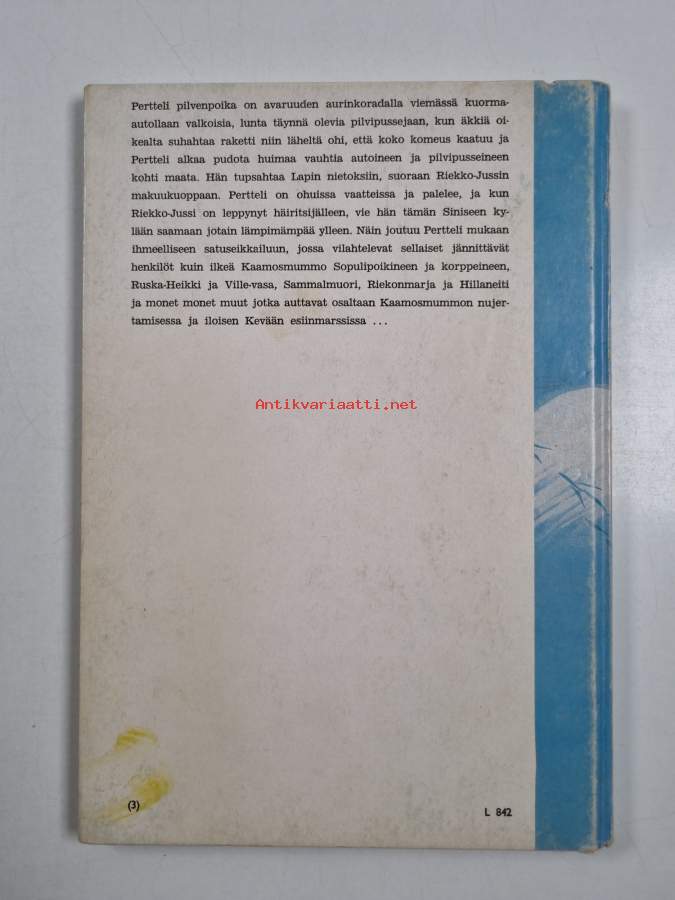 Pertteli pilvenpoika on avaruuden aurinkoradalla viemässä kuorma-
autollaan valkoisia, lunta täynnä olevia pilvipussejaan, kun äkkiä oi-
kealta suhahtaa raketti niin läheltä ohi, että koko komeus kaatuu ja
Pertteli alkaa pudota huimaa vauhtia autoineen ja pilvipusseineen
kohti maata. Hän tupsahtaa Lapin nietoksiin, suoraan Riekko-Jussin
makuukuoppaan. Pertteli on ohuissa vaatteissa ja palelee, ja kun
Riekko-Jussi on leppynyt häiritsijälleen, vie hän tämän Siniseen ky-
lään saamaan jotain lämpimämpää ylleen. Näin joutuu Pertteli mukaan
ihmeelliseen satuseikkailuun, jossa vilahtelevat sellaiset jännittävät
henkilöt kuin ilkeä Kaamosmummo Sopulipoikineen ja korppeineen,
Ruska-Heikki ja Ville-vasa, Sammalmuori, Riekonmarja ja Hillaneiti
ja monet monet muut jotka auttavat osaltaan Kaamosmummon nujer-
tamisessa ja iloisen Kevään esiinmarssissa ...
Antikvariaatti.net
(3)
L 842